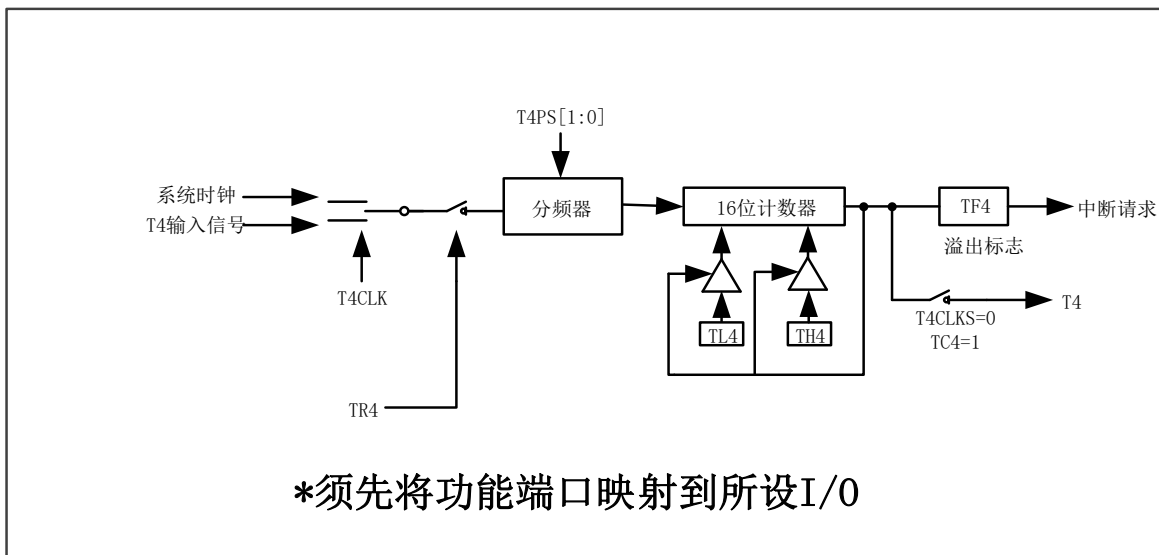 T4PS[1:0]
系统时钟
T4输入信号
分频器
16位计数器
TF4
中断请求
溢出标志
T4CLK
TL4
TH4
T4
T4CLKS=0
TC4=1
TR4
*须先将功能端口映射到所设I/O